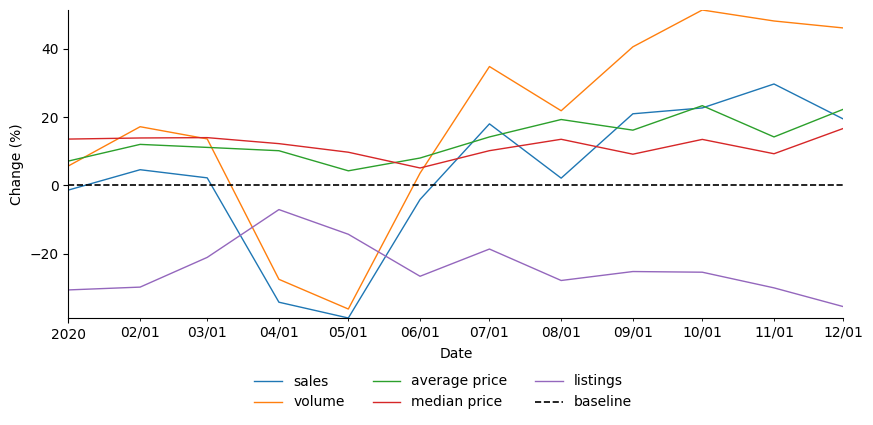 Change (%)
40
20
0
−20
2020 02/01 03/01 04/01 05/01 06/01 07/01 08/01 09/01 10/01 11/01 12/01
Date
sales average price listings
volume median price baseline